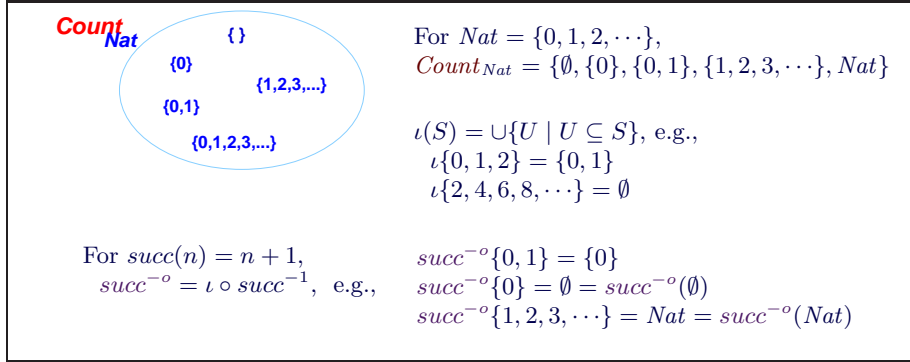 Count
Nat
{ }
{0}
{1,2,3,...}
{0,1}
{0,1,2,3,...}
For Nat = {0, 1, 2, ⋯},
Count_Nat = {∅, {0}, {0, 1}, {1, 2, 3, ⋯}, Nat}
ι(S) = ∪{U | U ⊆ S}, e.g.,
ι{0, 1, 2} = {0, 1}
ι{2, 4, 6, 8, ⋯} = ∅
For succ(n) = n + 1,
succ⁻ᵒ = ι ∘ succ⁻¹, e.g.,
succ⁻ᵒ{0, 1} = {0}
succ⁻ᵒ{0} = ∅ = succ⁻ᵒ(∅)
succ⁻ᵒ{1, 2, 3, ⋯} = Nat = succ⁻ᵒ(Nat)